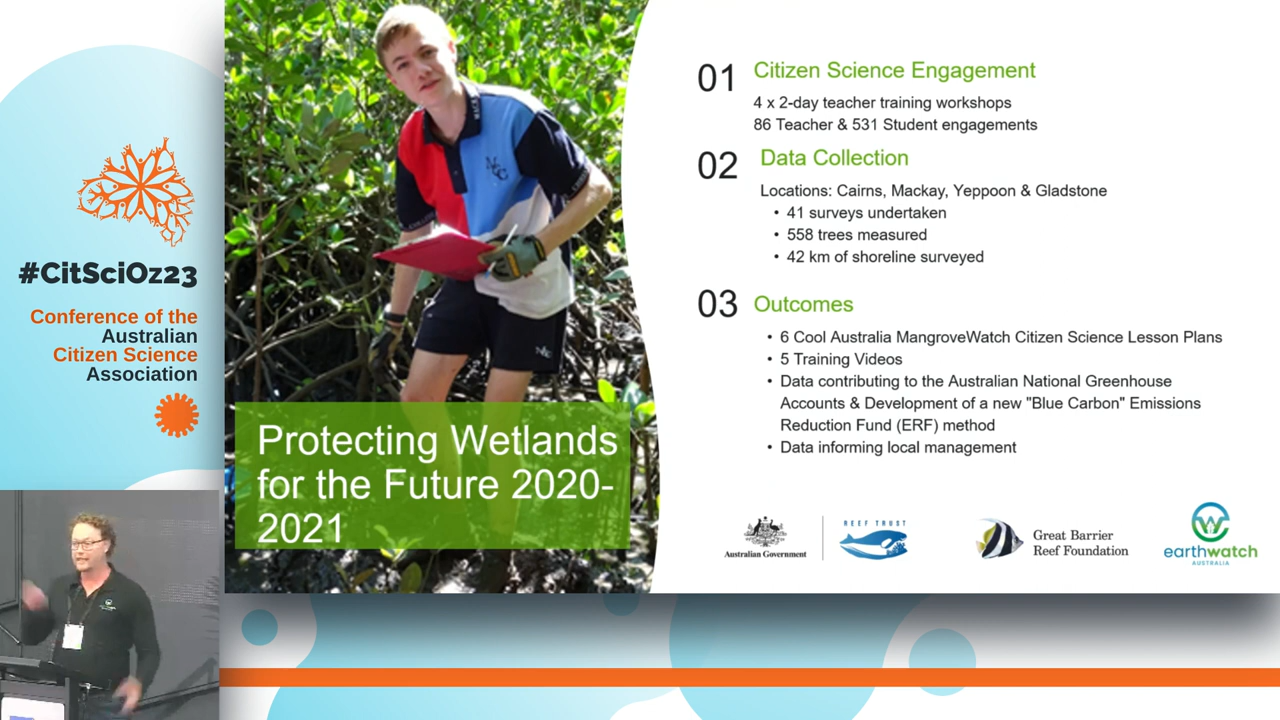 #CitSciOz23
Conference of the
Australian
Citizen Science
Association
NCC
NCC
Protecting Wetlands
for the Future 2020-
2021
01
Citizen Science Engagement
4 x 2-day teacher training workshops
86 Teacher & 531 Student engagements
02
Data Collection
Locations: Cairns, Mackay, Yeppoon & Gladstone
• 41 surveys undertaken
• 558 trees measured
• 42 km of shoreline surveyed
03
Outcomes
• 6 Cool Australia MangroveWatch Citizen Science Lesson Plans
• 5 Training Videos
• Data contributing to the Australian National Greenhouse
Accounts & Development of a new "Blue Carbon" Emissions
Reduction Fund (ERF) method
• Data informing local management
Australian Government
REEF TRUST
Great Barrier
Reef Foundation
earthwatch
AUSTRALIA